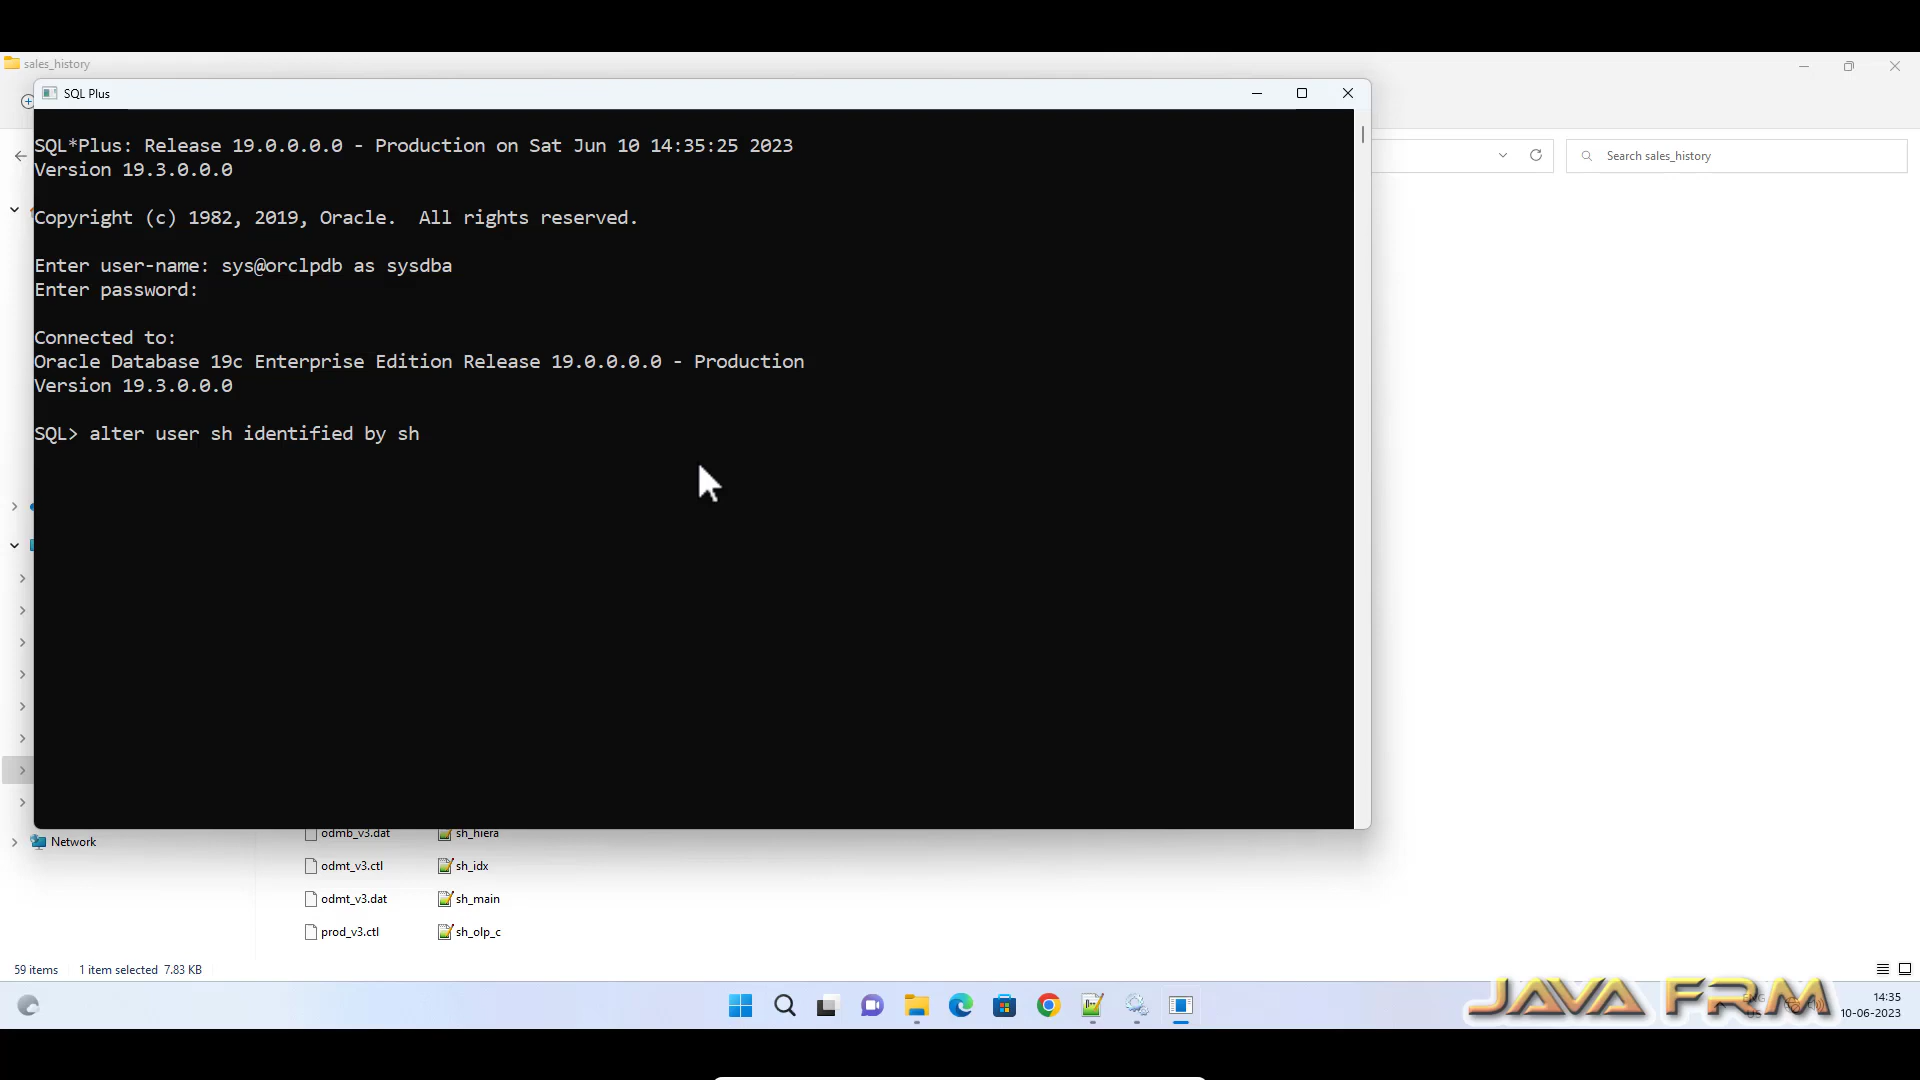 sales_history
SQL Plus
SQL*Plus: Release 19.0.0.0.0 - Production on Sat Jun 10 14:35:25 2023
Version 19.3.0.0.0
Search sales_history
Copyright (c) 1982, 2019, Oracle.  All rights reserved.
Enter user-name: sys@orclpdb as sysdba
Enter password:
Connected to:
Oracle Database 19c Enterprise Edition Release 19.0.0.0.0 - Production
Version 19.3.0.0.0
SQL> alter user sh identified by sh
odmb_v3.dat
sh_hiera
Network
odmt_v3.ctl
sh_idx
odmt_v3.dat
sh_main
prod_v3.ctl
sh_olp_c
59 items
1 item selected 7.83 KB
JAVA FRM
14:35
10-06-2023